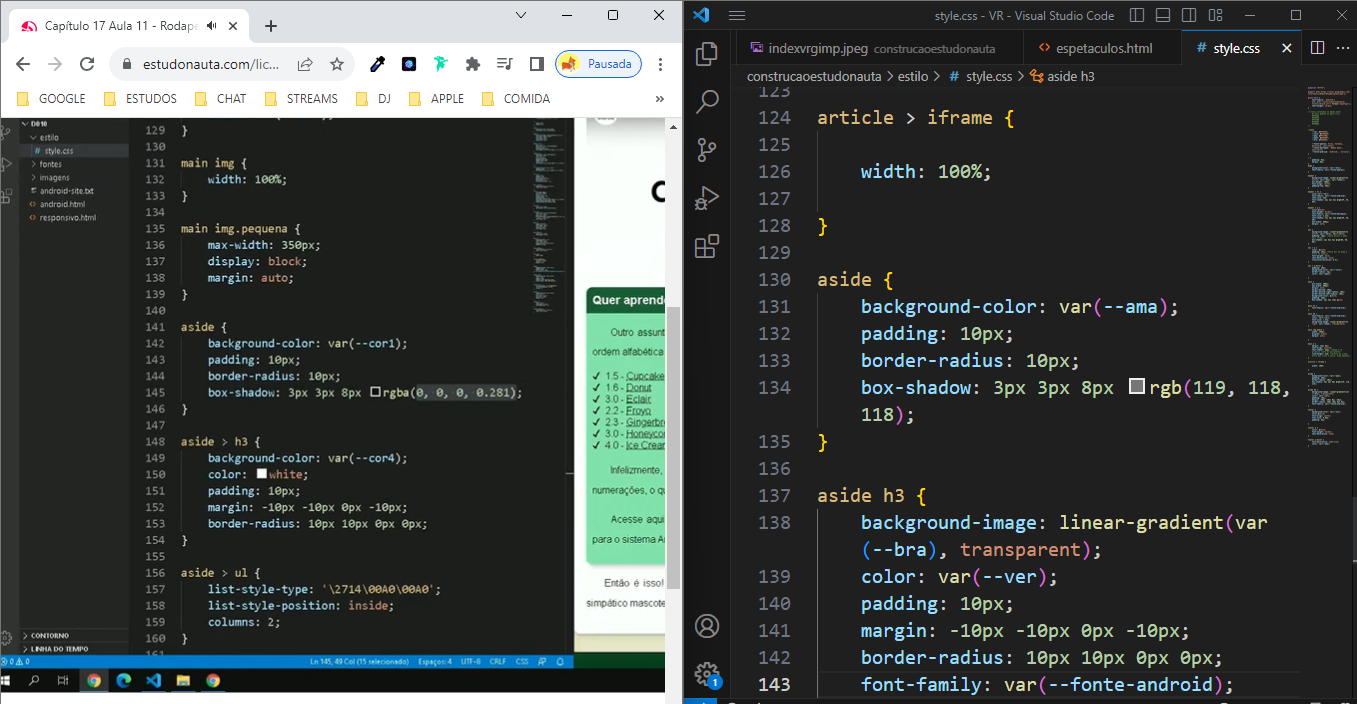 Capítulo 17 Aula 11 - Rodape
estudonauta.com/lic...
Pausada
GOOGLE
ESTUDOS
CHAT
STREAMS
DJ
APPLE
COMIDA
»
D010
estilo
# style.css
fontes
imagens
android-site.txt
android.html
responsivo.html
CONTORNO
LINHA DO TEMPO
129 }
130
131 main img {
132 width: 100%;
133 }
134
135 main img.pequena {
136 max-width: 350px;
137 display: block;
138 margin: auto;
139 }
140
141 aside {
142 background-color: var(--cor1);
143 padding: 10px;
144 border-radius: 10px;
145 box-shadow: 3px 3px 8px rgba(0, 0, 0, 0.281);
146 }
147
148 aside > h3 {
149 background-color: var(--cor4);
150 color: white;
151 padding: 10px;
152 margin: -10px -10px 0px -10px;
153 border-radius: 10px 10px 0px 0px;
154 }
155
156 aside > ul {
157 list-style-type: '\2714\00A0\00A0';
158 list-style-position: inside;
159 columns: 2;
160 }
161
0 0
Ln 145, 49 Col (15 selecionado) Espaços: 4 UTF-8 CRLF CSS
Quer aprend
Outro assunt
ordem alfabética
✓ 1.5 - Cupcake
✓ 1.6 - Donut
✓ 3.0 - Eclair
✓ 2.2 - Froyo
✓ 2.3 - Gingerbr
✓ 3.0 - Honeycor
✓ 4.0 - Ice Crear
Infelizmente,
numerações, o qu
Acesse aqui
para o sistema A
Então é isso!
simpático mascote
style.css - VR - Visual Studio Code
indexvrgimp.jpeg construcaoestudonauta
espetaculos.html
# style.css
construcaoestudonauta > estilo > # style.css > aside h3
123
124 article > iframe {
125
126 width: 100%;
127
128 }
129
130 aside {
131 background-color: var(--ama);
132 padding: 10px;
133 border-radius: 10px;
134 box-shadow: 3px 3px 8px rgb(119, 118,
118);
135 }
136
137 aside h3 {
138 background-image: linear-gradient(var
(--bra), transparent);
139 color: var(--ver);
140 padding: 10px;
141 margin: -10px -10px 0px -10px;
142 border-radius: 10px 10px 0px 0px;
143 font-family: var(--fonte-android);
1